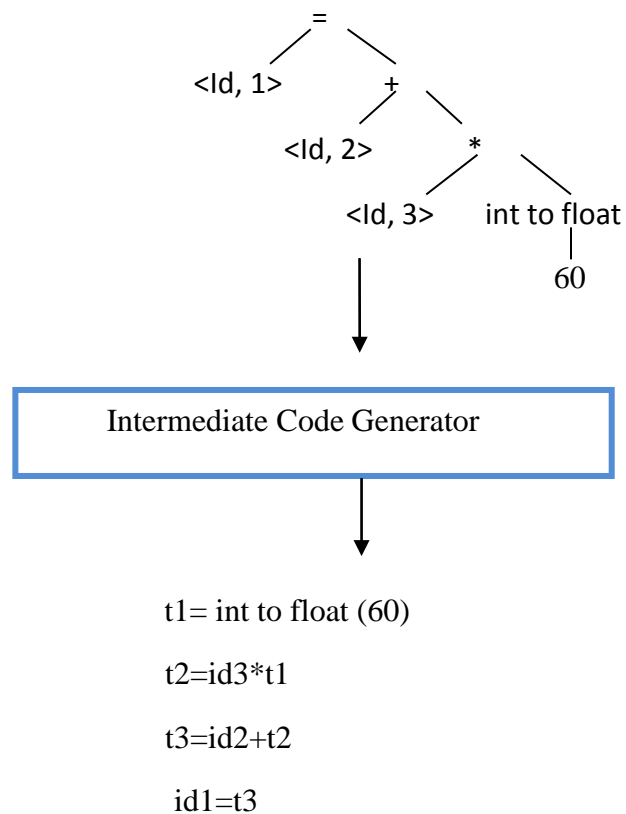 =
<Id, 1> +
<Id, 2> *
<Id, 3> int to float
60
Intermediate Code Generator
t1= int to float (60)
t2=id3*t1
t3=id2+t2
id1=t3